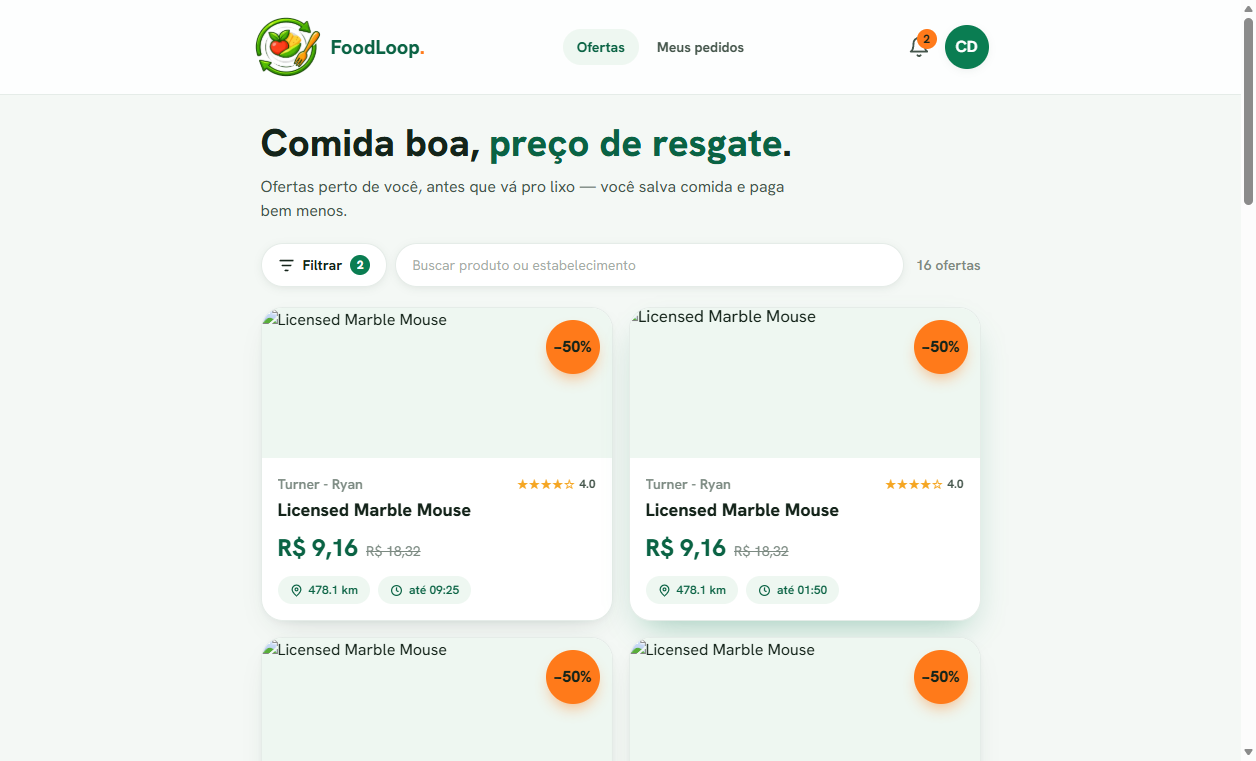 FoodLoop.
Ofertas
Meus pedidos
2
CD
Comida boa, preço de resgate.
Ofertas perto de você, antes que vá pro lixo — você salva comida e paga
bem menos.
Filtrar 2
Buscar produto ou estabelecimento
16 ofertas
Licensed Marble Mouse
-50%
Turner - Ryan
★★★★☆ 4.0
Licensed Marble Mouse
R$ 9,16 R$ 18,32
478.1 km
até 09:25
Licensed Marble Mouse
-50%
Turner - Ryan
★★★★☆ 4.0
Licensed Marble Mouse
R$ 9,16 R$ 18,32
478.1 km
até 01:50
Licensed Marble Mouse
-50%
Licensed Marble Mouse
-50%